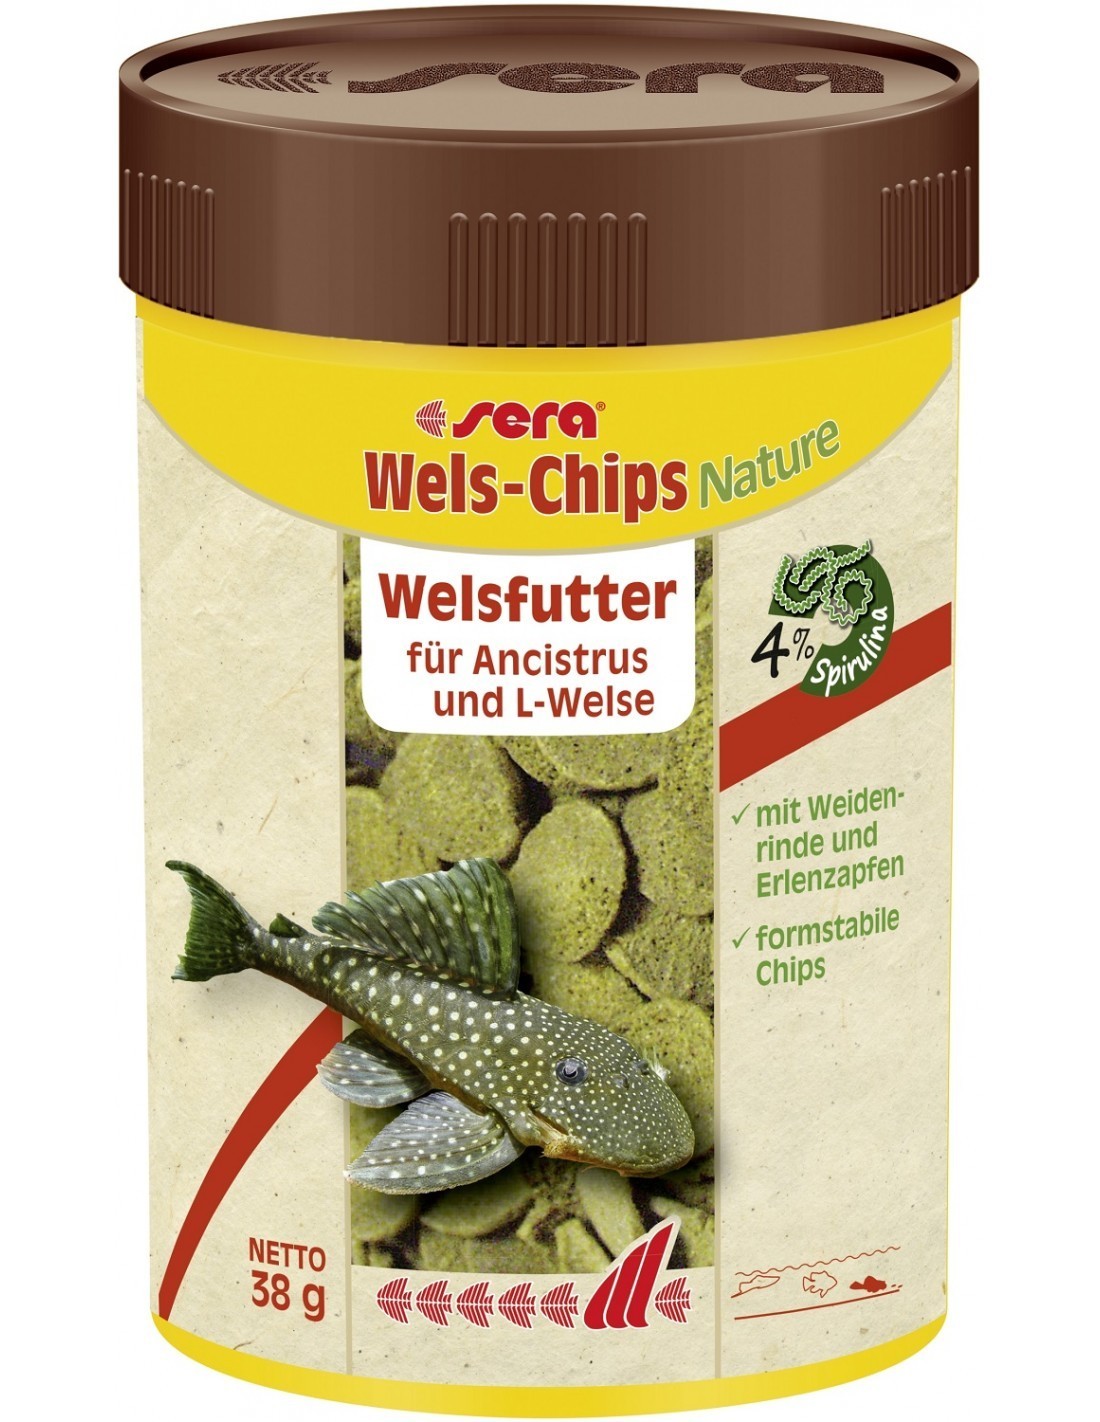 sera
sera®
Wels-Chips Nature
Welsfutter
für Ancistrus
und L-Welse
4%
Spirulina
✓ mit Weiden-
rinde und
Erlenzapfen
✓ formstabile
Chips
NETTO
38 g